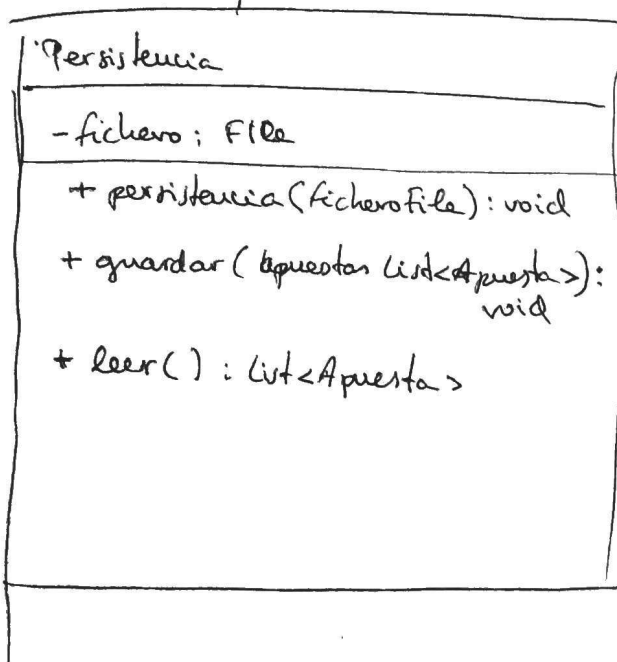 Persistencia
- fichero: File
+ persistencia(ficheroFile): void
+ guardar(apuestas List<Apuesta>):
void
+ leer(): List<Apuesta>